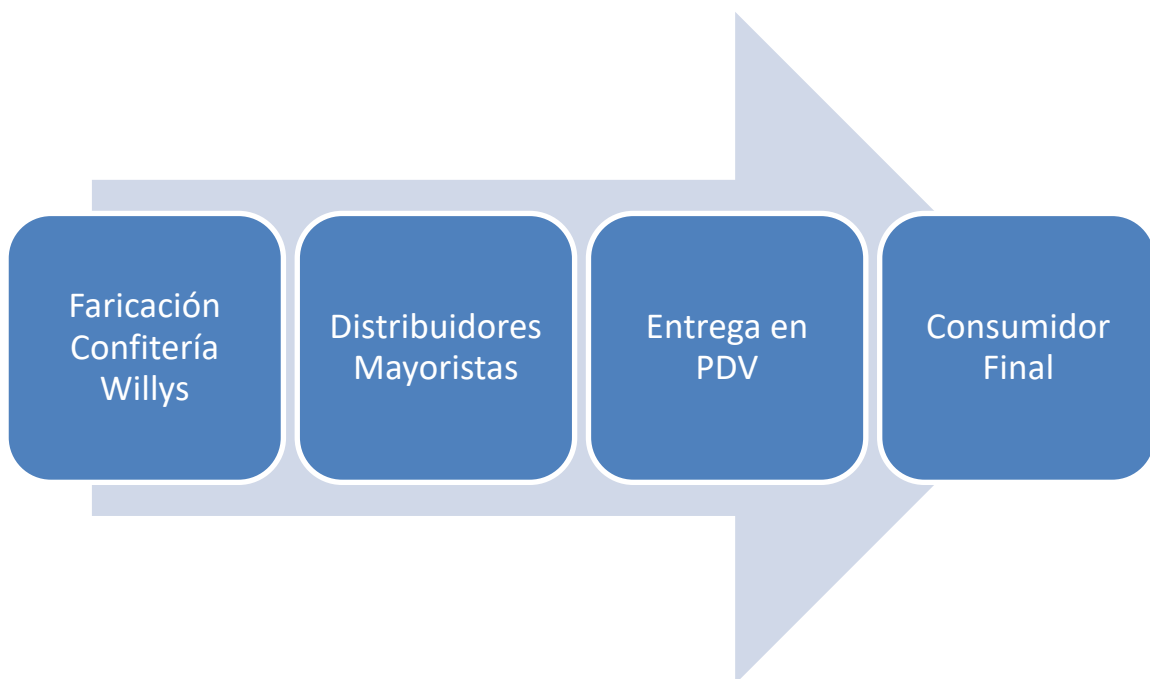 Faricación
Confitería
Willys
Distribuidores
Mayoristas
Entrega en
PDV
Consumidor
Final